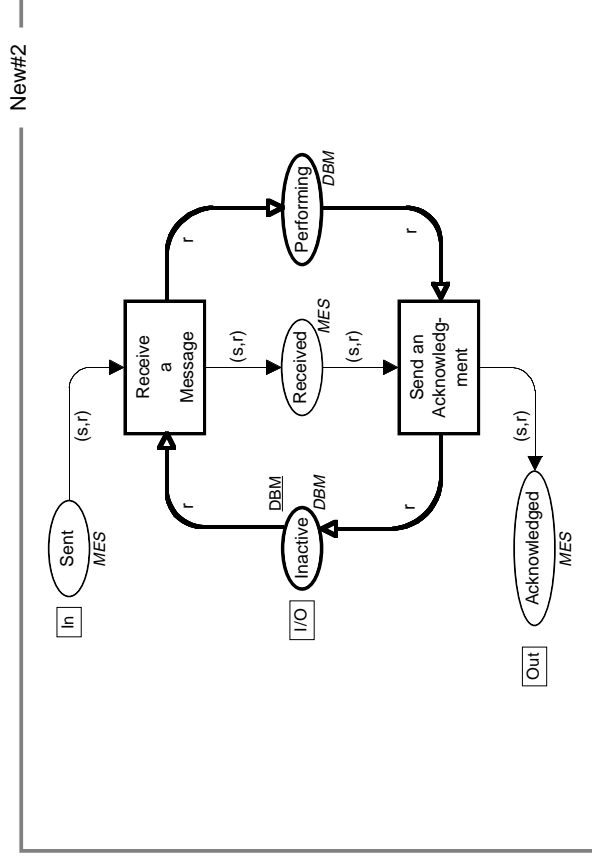 New#2
Sent
MES
In
(s,r)
Receive
a
Message
r
r
(s,r)
DBM
Inactive
DBM
I/O
Received
MES
Performing
DBM
(s,r)
r
r
Send an
Acknowledg-
ment
(s,r)
Acknowledged
MES
Out